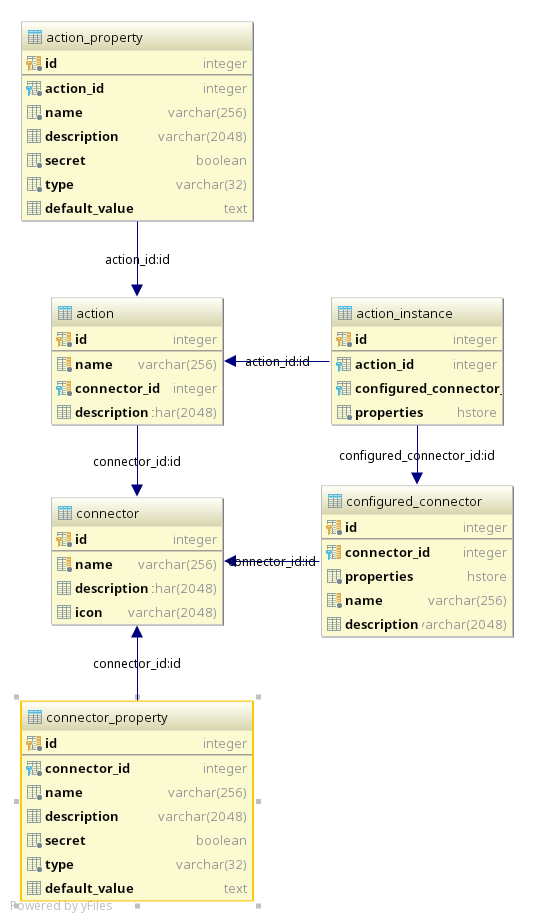 action_property
id integer
action_id integer
name varchar(256)
description varchar(2048)
secret boolean
type varchar(32)
default_value text
action_id:id
action
id integer
name varchar(256)
connector_id integer
description :har(2048)
action_id:id
action_instance
id integer
action_id integer
configured_connector_
properties hstore
connector_id:id
configured_connector_id:id
connector
id integer
name varchar(256)
description :har(2048)
icon varchar(2048)
connector_id:id
configured_connector
id integer
connector_id integer
properties hstore
name varchar(256)
description varchar(2048)
connector_id:id
connector_property
id integer
connector_id integer
name varchar(256)
description varchar(2048)
secret boolean
type varchar(32)
default_value text
Powered by yFiles